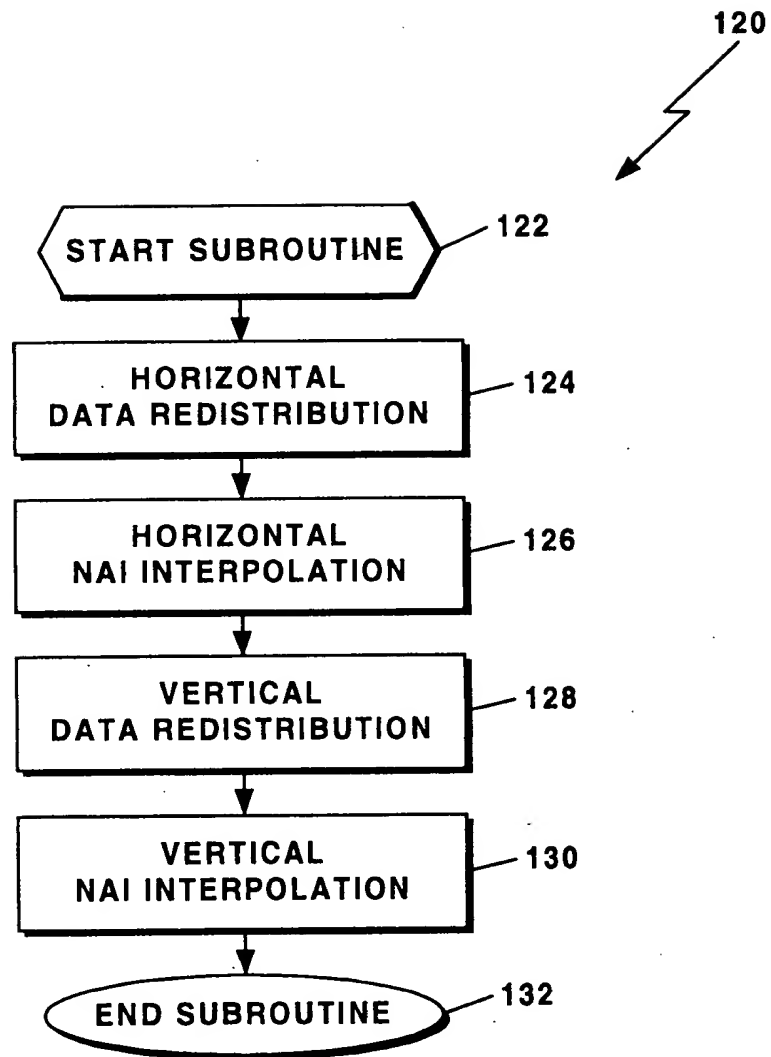 120
START SUBROUTINE
122
HORIZONTAL
DATA REDISTRIBUTION
124
HORIZONTAL
NAI INTERPOLATION
126
VERTICAL
DATA REDISTRIBUTION
128
VERTICAL
NAI INTERPOLATION
130
END SUBROUTINE
132